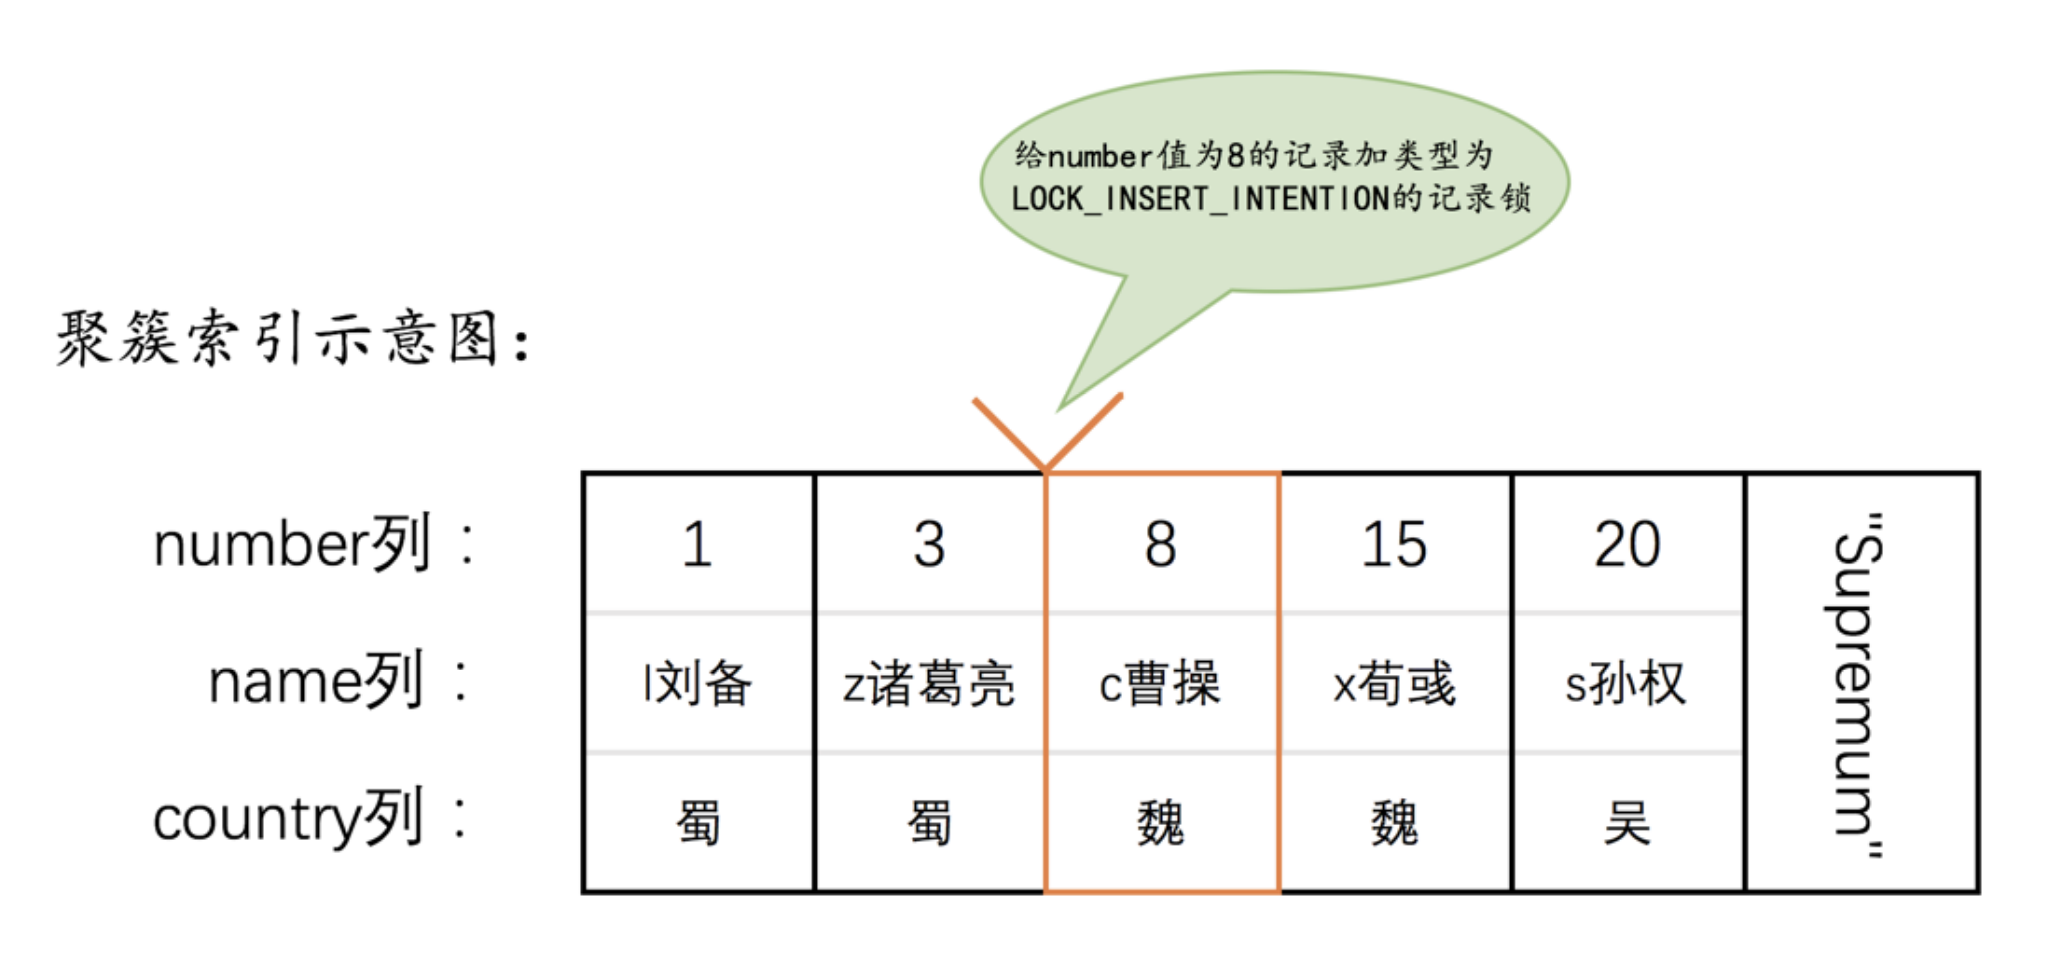 给number值为8的记录加类型为
LOCK_INSERT_INTENTION的记录锁
聚簇索引示意图：
number列： 1 3 8 15 20 "Supremum"
name列： l刘备 z诸葛亮 c曹操 x荀彧 s孙权
country列： 蜀 蜀 魏 魏 吴